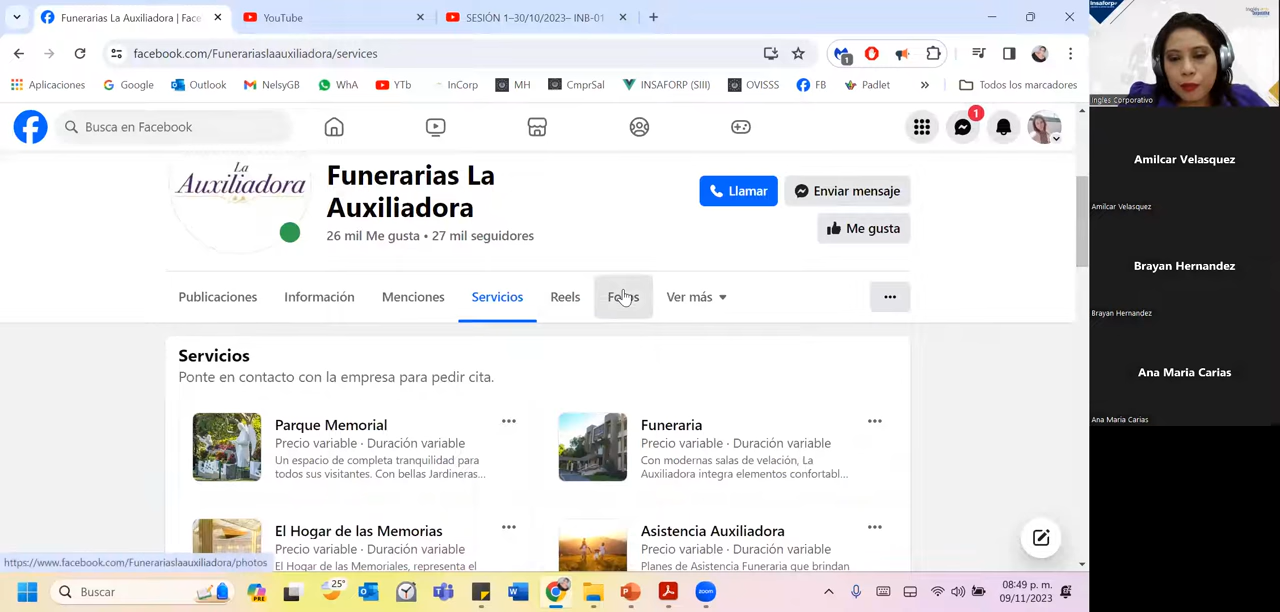 Funerarias La Auxiliadora | Face
YouTube
SESIÓN 1–30/10/2023– INB-01
facebook.com/Funerariaslaauxiliadora/services
1
Aplicaciones
Google
Outlook
NelsyGB
WhA
YTb
InCorp
MH
CmprSal
INSAFORP (SIII)
OVISSS
FB
Padlet
»
Todos los marcadores
Busca en Facebook
1
La
Auxiliadora
Funerarias La
Auxiliadora
26 mil Me gusta • 27 mil seguidores
Llamar
Enviar mensaje
Me gusta
Publicaciones
Información
Menciones
Servicios
Reels
Fotos
Ver más
Servicios
Ponte en contacto con la empresa para pedir cita.
Parque Memorial
Precio variable · Duración variable
Un espacio de completa tranquilidad para
todos sus visitantes. Con bellas Jardineras...
Funeraria
Precio variable · Duración variable
Con modernas salas de velación, La
Auxiliadora integra elementos confortabl...
El Hogar de las Memorias
Precio variable · Duración variable
El Hogar de las Memoriales, representa el
Asistencia Auxiliadora
Precio variable · Duración variable
Planes de Asistencia Funeraria que brindan
https://www.facebook.com/Funerariaslaauxiliadora/photos
Buscar
PRE
25°
zoom
08:49 p. m.
09/11/2023
Insaforp
Ingles Corporativo
Amilcar Velasquez
Amilcar Velasquez
Brayan Hernandez
Brayan Hernandez
Ana Maria Carias
Ana Maria Carias